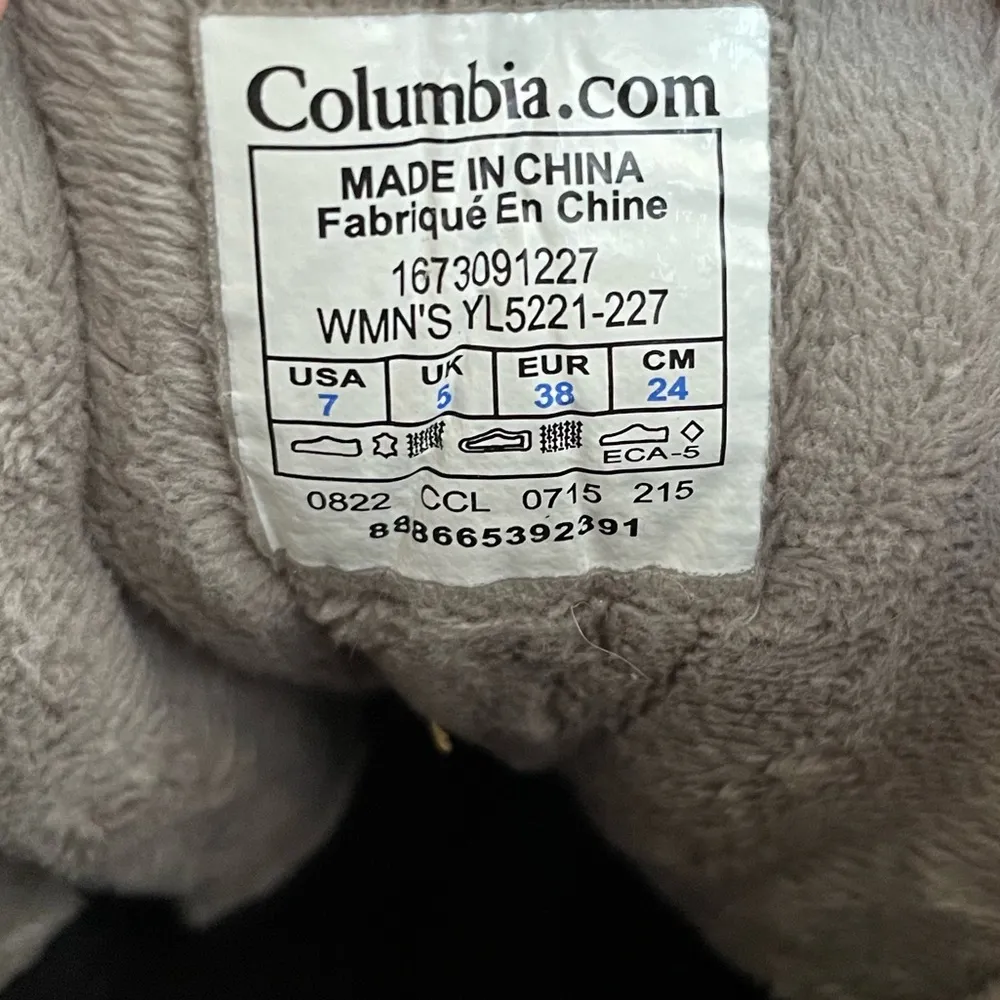 Columbia.com
MADE IN CHINA
Fabriqué En Chine
1673091227
WMN'S YL5221-227
USA UK EUR CM
7 5 38 24
ECA-5
0822 CCL 0715 215
888665392391